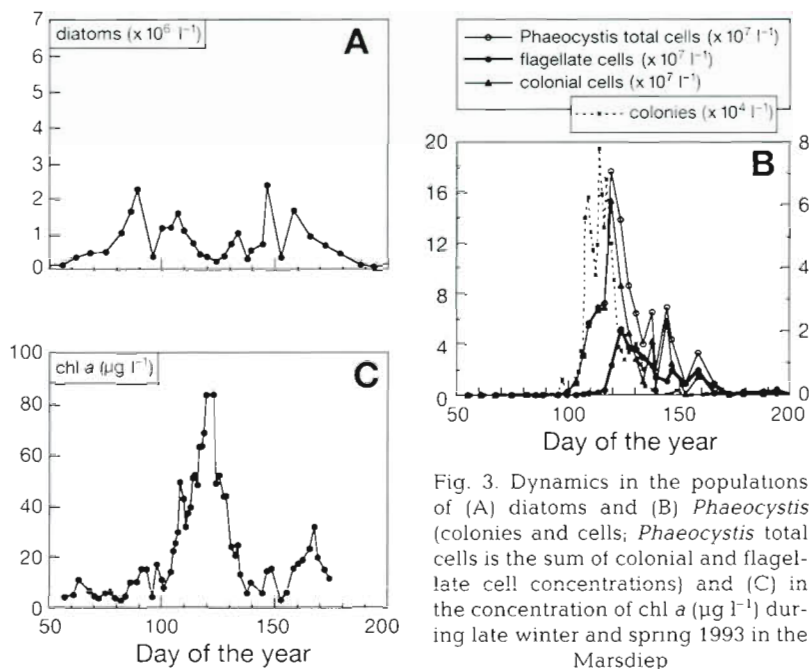 diatoms (x 10⁶ l⁻¹)
A
7
6
5
4
3
2
1
0
Phaeocystis total cells (×10⁷ l⁻¹)
flagellate cells (×10⁷ l⁻¹)
colonial cells (×10⁷ l⁻¹)
colonies (x 10⁴ l⁻¹)
B
20
16
12
8
4
0
8
6
4
2
0
55 100 150 200
Day of the year
chl a (µg l⁻¹)
C
100
80
60
40
20
0
50 100 150 200
Day of the year
Fig. 3. Dynamics in the populations
of (A) diatoms and (B) Phaeocystis
(colonies and cells; Phaeocystis total
cells is the sum of colonial and flagel-
late cell concentrations) and (C) in
the concentration of chl a (µg l⁻¹) dur-
ing late winter and spring 1993 in the
Marsdiep